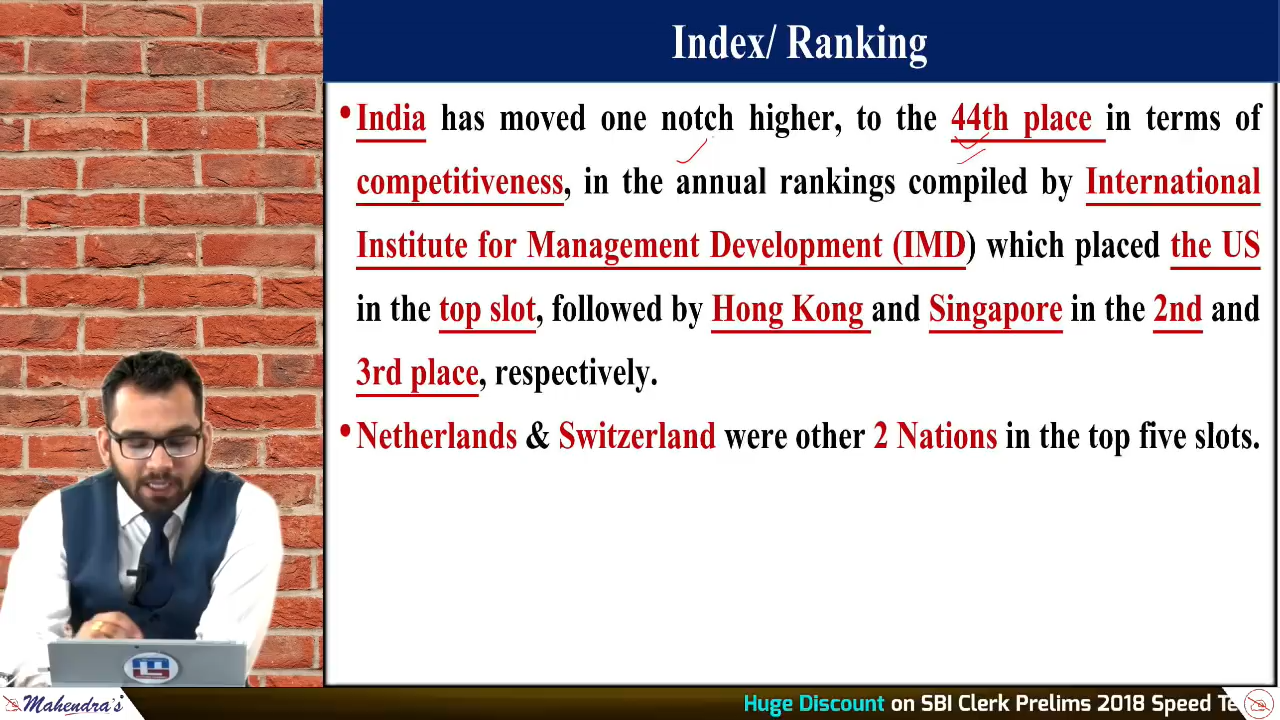 Index/ Ranking
•India has moved one notch higher, to the 44th place in terms of
competitiveness, in the annual rankings compiled by International
Institute for Management Development (IMD) which placed the US
in the top slot, followed by Hong Kong and Singapore in the 2nd and
3rd place, respectively.
•Netherlands & Switzerland were other 2 Nations in the top five slots.
Mahendra's
Huge Discount on SBI Clerk Prelims 2018 Speed Te